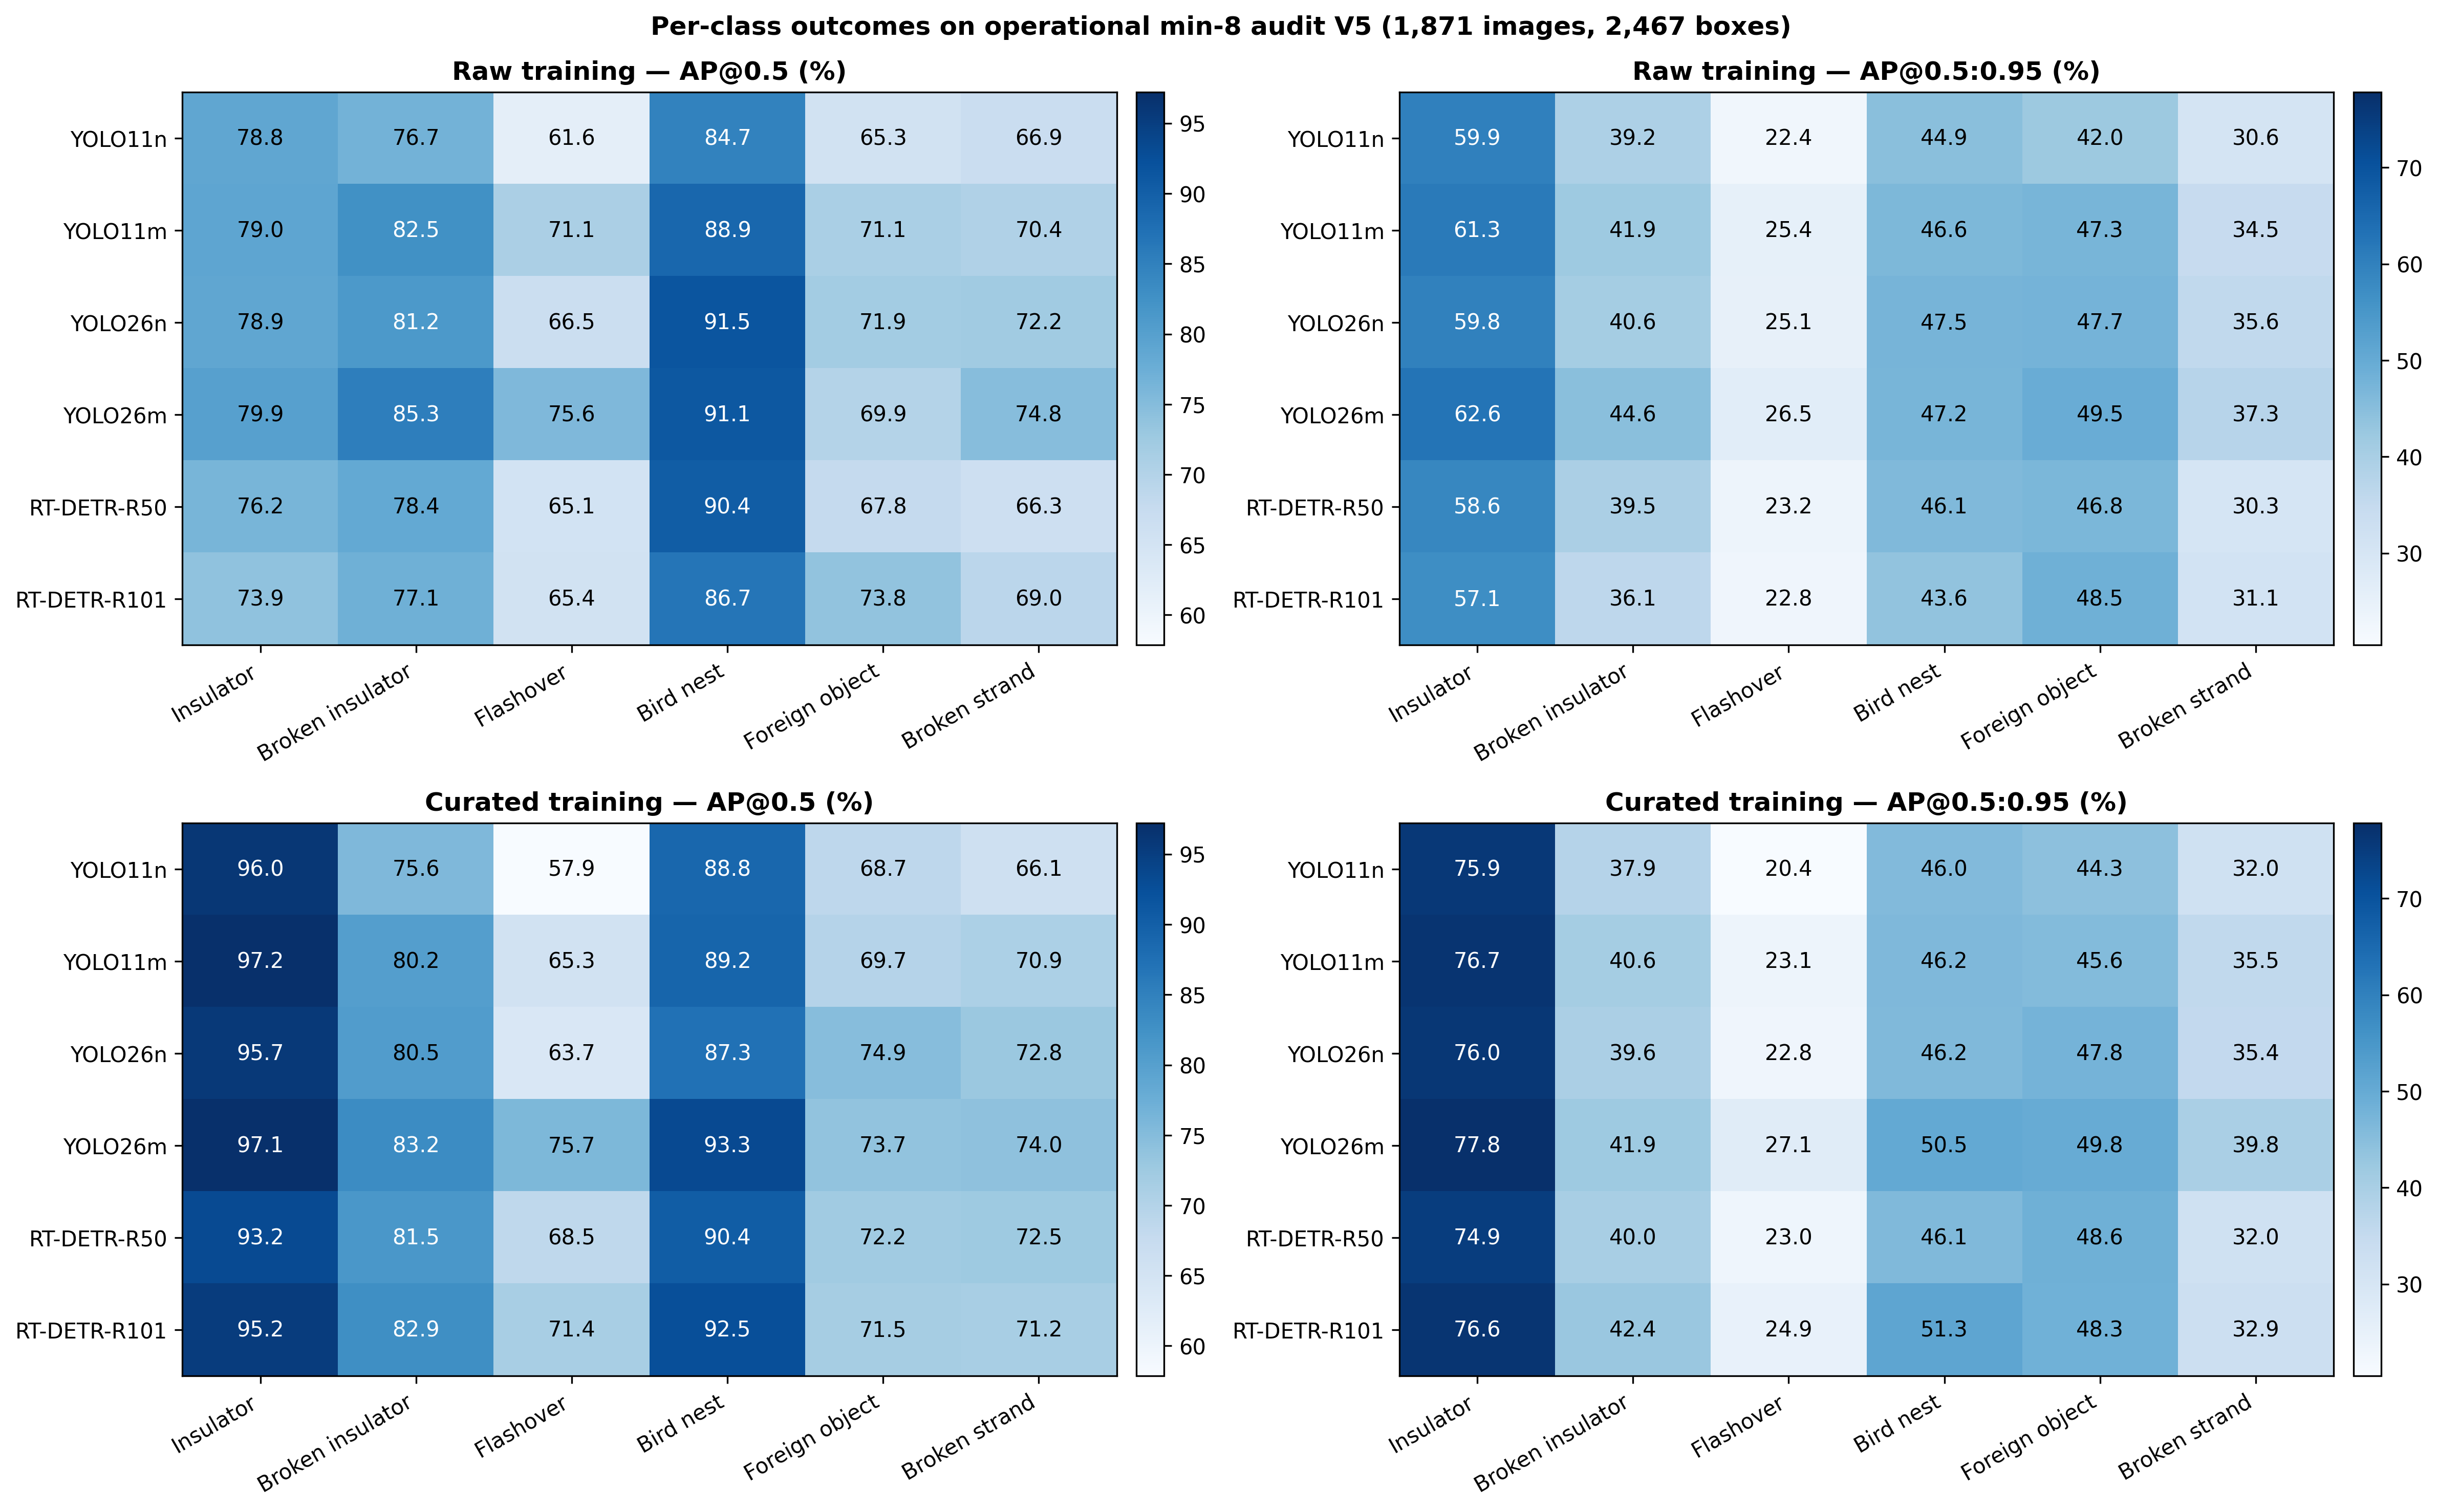 Per-class outcomes on operational min-8 audit V5 (1,871 images, 2,467 boxes)
Raw training — AP@0.5 (%)
YOLO11n 78.8 76.7 61.6 84.7 65.3 66.9
YOLO11m 79.0 82.5 71.1 88.9 71.1 70.4
YOLO26n 78.9 81.2 66.5 91.5 71.9 72.2
YOLO26m 79.9 85.3 75.6 91.1 69.9 74.8
RT-DETR-R50 76.2 78.4 65.1 90.4 67.8 66.3
RT-DETR-R101 73.9 77.1 65.4 86.7 73.8 69.0
Insulator Broken insulator Flashover Bird nest Foreign object Broken strand
95
90
85
80
75
70
65
60
Raw training — AP@0.5:0.95 (%)
YOLO11n 59.9 39.2 22.4 44.9 42.0 30.6
YOLO11m 61.3 41.9 25.4 46.6 47.3 34.5
YOLO26n 59.8 40.6 25.1 47.5 47.7 35.6
YOLO26m 62.6 44.6 26.5 47.2 49.5 37.3
RT-DETR-R50 58.6 39.5 23.2 46.1 46.8 30.3
RT-DETR-R101 57.1 36.1 22.8 43.6 48.5 31.1
Insulator Broken insulator Flashover Bird nest Foreign object Broken strand
70
60
50
40
30
Curated training — AP@0.5 (%)
YOLO11n 96.0 75.6 57.9 88.8 68.7 66.1
YOLO11m 97.2 80.2 65.3 89.2 69.7 70.9
YOLO26n 95.7 80.5 63.7 87.3 74.9 72.8
YOLO26m 97.1 83.2 75.7 93.3 73.7 74.0
RT-DETR-R50 93.2 81.5 68.5 90.4 72.2 72.5
RT-DETR-R101 95.2 82.9 71.4 92.5 71.5 71.2
Insulator Broken insulator Flashover Bird nest Foreign object Broken strand
95
90
85
80
75
70
65
60
Curated training — AP@0.5:0.95 (%)
YOLO11n 75.9 37.9 20.4 46.0 44.3 32.0
YOLO11m 76.7 40.6 23.1 46.2 45.6 35.5
YOLO26n 76.0 39.6 22.8 46.2 47.8 35.4
YOLO26m 77.8 41.9 27.1 50.5 49.8 39.8
RT-DETR-R50 74.9 40.0 23.0 46.1 48.6 32.0
RT-DETR-R101 76.6 42.4 24.9 51.3 48.3 32.9
Insulator Broken insulator Flashover Bird nest Foreign object Broken strand
70
60
50
40
30